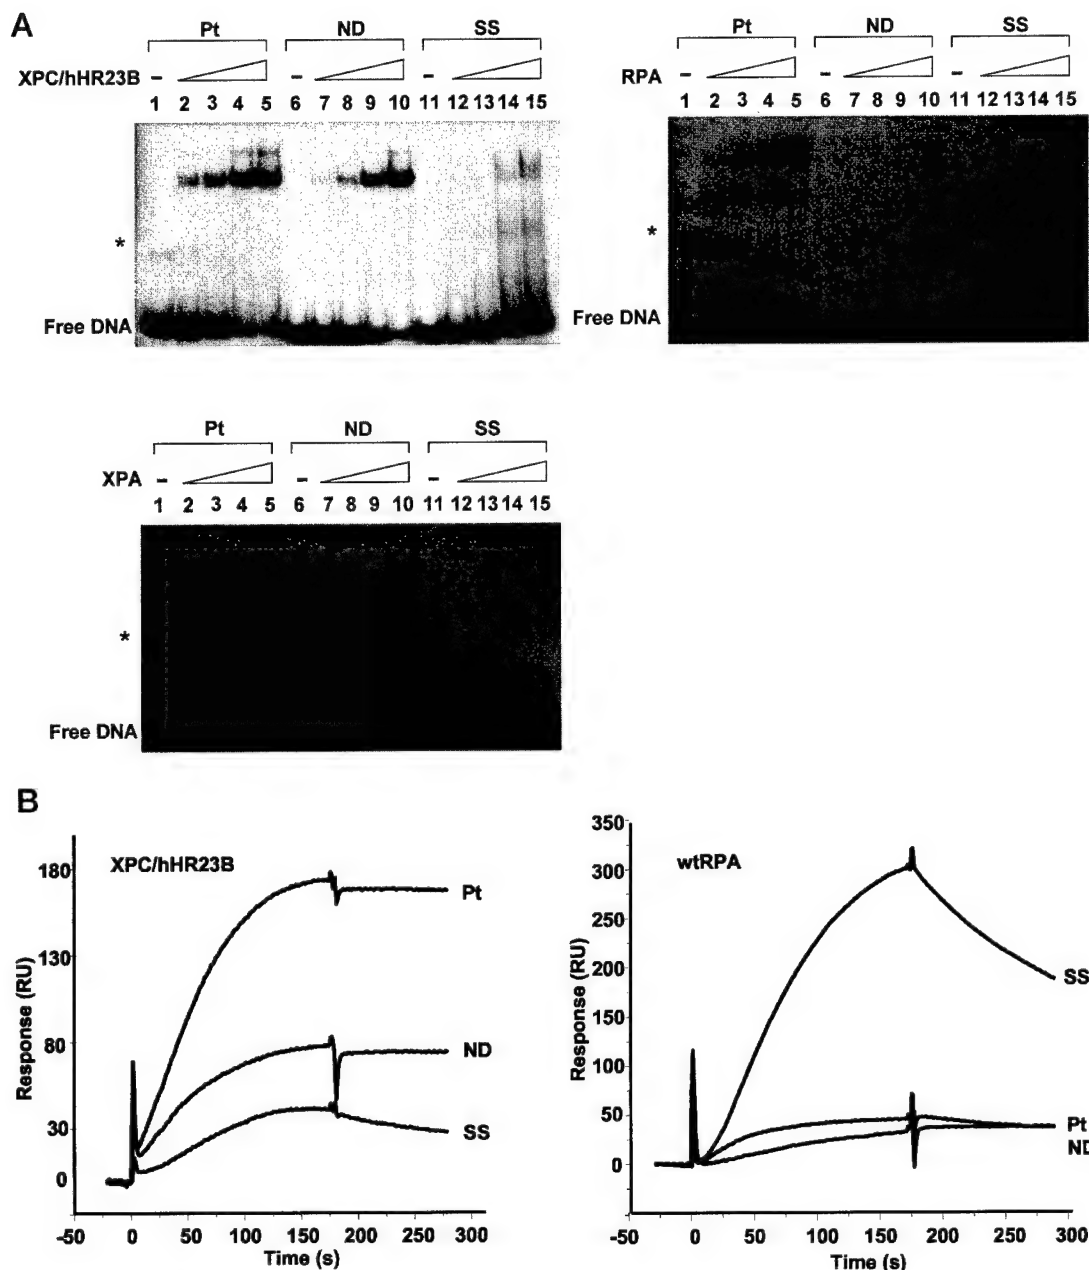 A
Pt ND SS
XPC/hHR23B – –  –
1 2 3 4 5 6 7 8 9 10 11 12 13 14 15
*
Free DNA
Pt ND SS
RPA – – –
1 2 3 4 5 6 7 8 9 10 11 12 13 14 15
*
Free DNA
Pt ND SS
XPA – – –
1 2 3 4 5 6 7 8 9 10 11 12 13 14 15
*
Free DNA
B
XPC/hHR23B
Response (RU)
180
130
80
30
0
Pt
ND
SS
-50 0 50 100 150 200 250 300
Time (s)
wtRPA
Response (RU)
350
300
250
200
150
100
50
0
SS
Pt
ND
-50 0 50 100 150 200 250 300
Time (s)